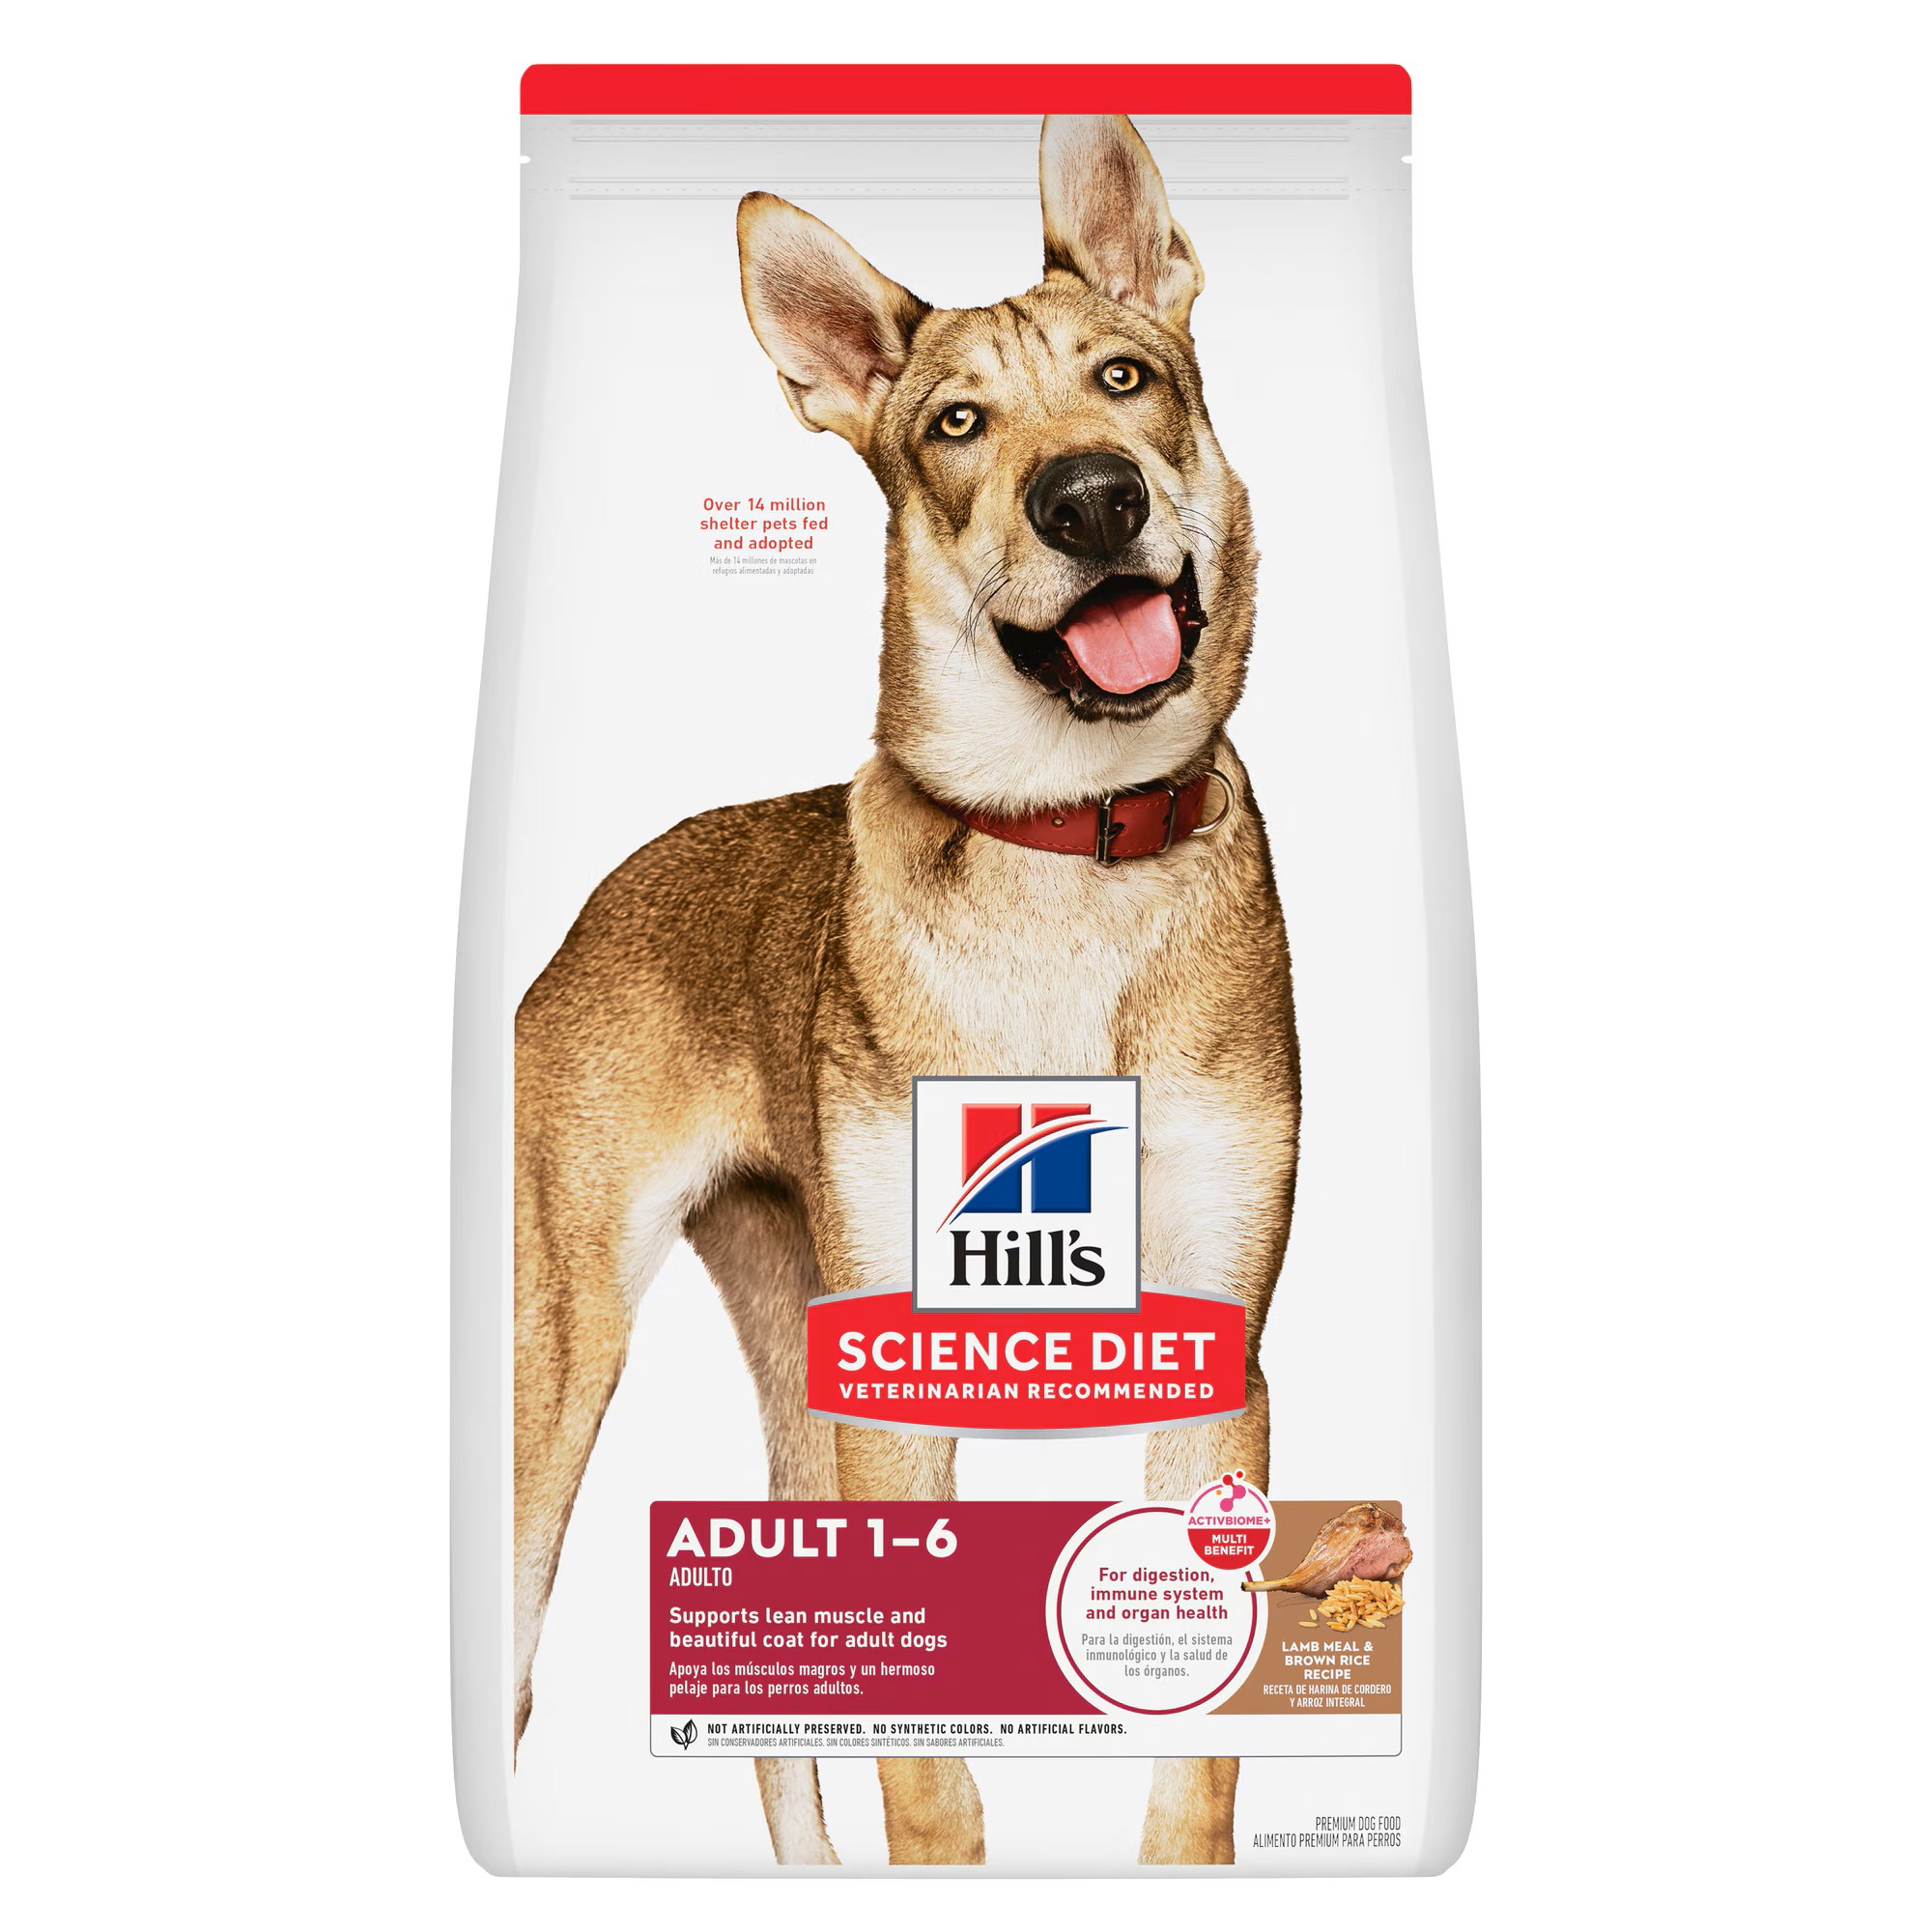 Over 14 million
shelter pets fed
and adopted
Más de 14 millones de mascotas en
refugios alimentadas y adoptadas
Hill's
SCIENCE DIET
VETERINARIAN RECOMMENDED
ADULT 1–6
ADULTO
Supports lean muscle and
beautiful coat for adult dogs
Apoya los músculos magros y un hermoso
pelaje para los perros adultos.
ACTIVBIOME+
MULTI
BENEFIT
For digestion,
immune system
and organ health
Para la digestión, el sistema
inmunológico y la salud de
los órganos.
LAMB MEAL &
BROWN RICE
RECIPE
RECETA DE HARINA DE CORDERO
Y ARROZ INTEGRAL
NOT ARTIFICIALLY PRESERVED. NO SYNTHETIC COLORS. NO ARTIFICIAL FLAVORS.
SIN CONSERVADORES ARTIFICIALES. SIN COLORES SINTÉTICOS. SIN SABORES ARTIFICIALES.
PREMIUM DOG FOOD
ALIMENTO PREMIUM PARA PERROS